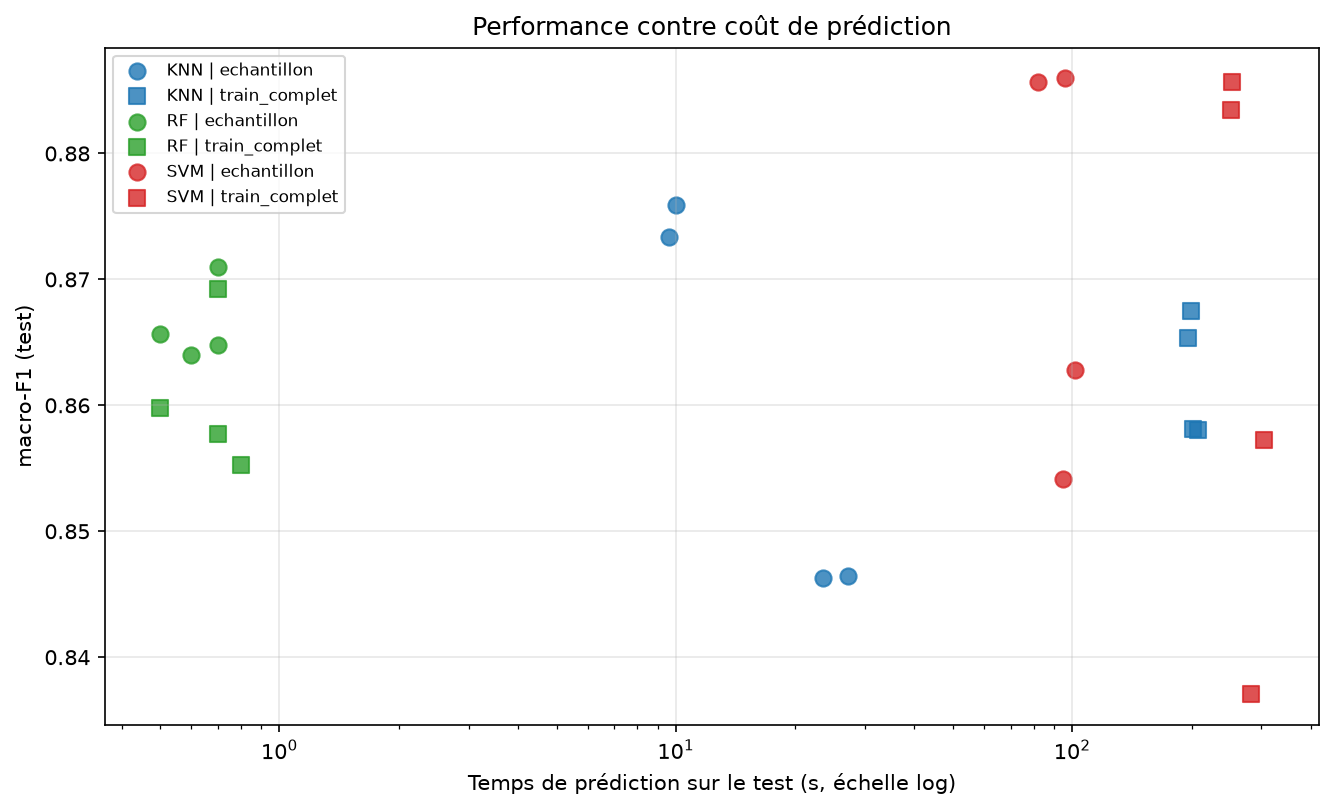 Performance contre coût de prédiction
KNN | echantillon
KNN | train_complet
RF | echantillon
RF | train_complet
SVM | echantillon
SVM | train_complet
macro-F1 (test)
0.88
0.87
0.86
0.85
0.84
10⁰ 10¹ 10²
Temps de prédiction sur le test (s, échelle log)